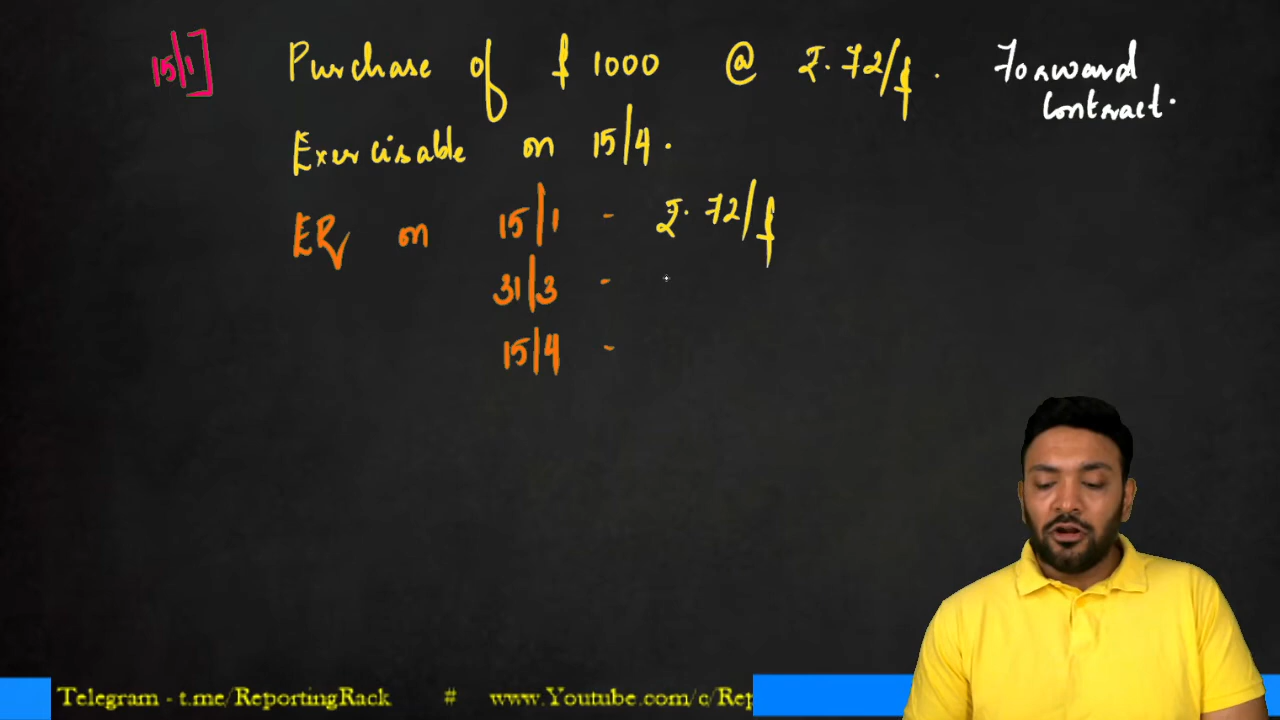 15/1] Purchase of $ 1000 @ ₹. 72/$. Forward contract.
Exercisable on 15/4.
ER on 15/1 - ₹. 72/$
31/3 -
15/4 -
Telegram - t.me/ReportingRack # www.Youtube.com/c/Rep